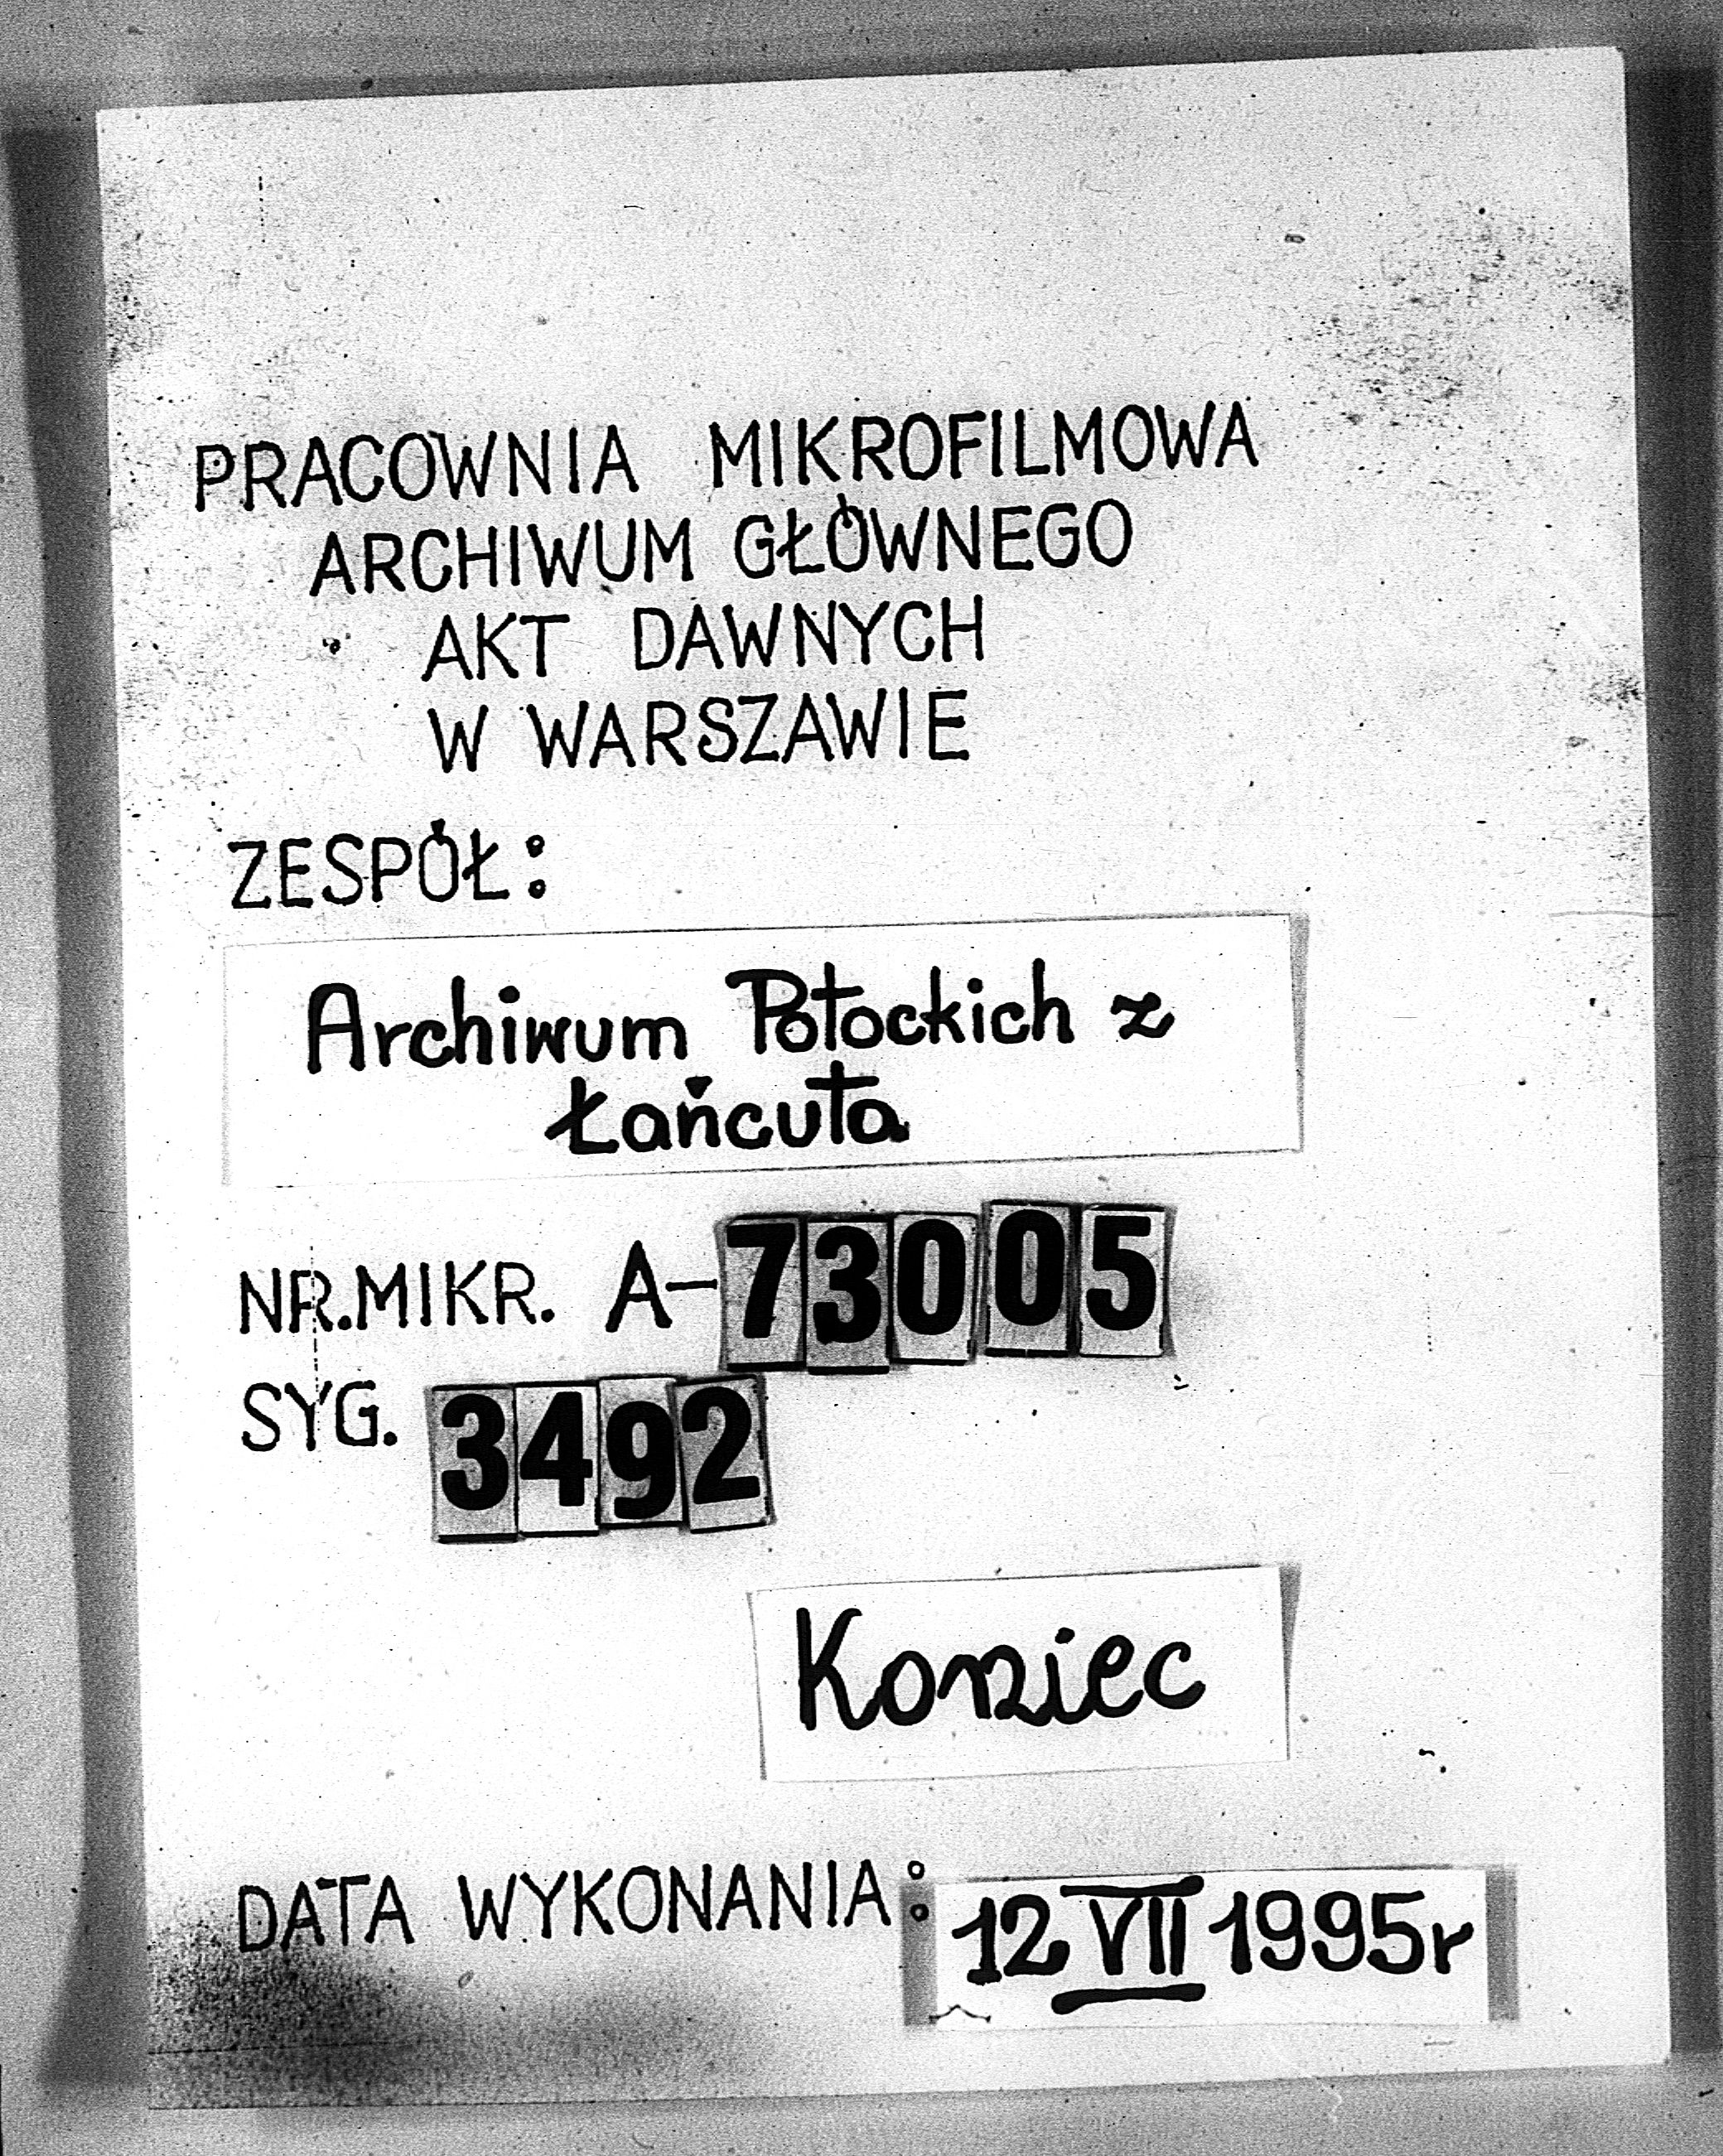 PRACOWNIA MIKROFILMOWA
ARCHIWUM GŁÓWNEGO
AKT DAWNYCH
W WARSZAWIE
ZESPÓŁ:
Archiwum Potockich z
Łańcuta
NR.MIKR. A-73005
SYG. 3492
Koniec
DATA WYKONANIA: 12 VII 1995r